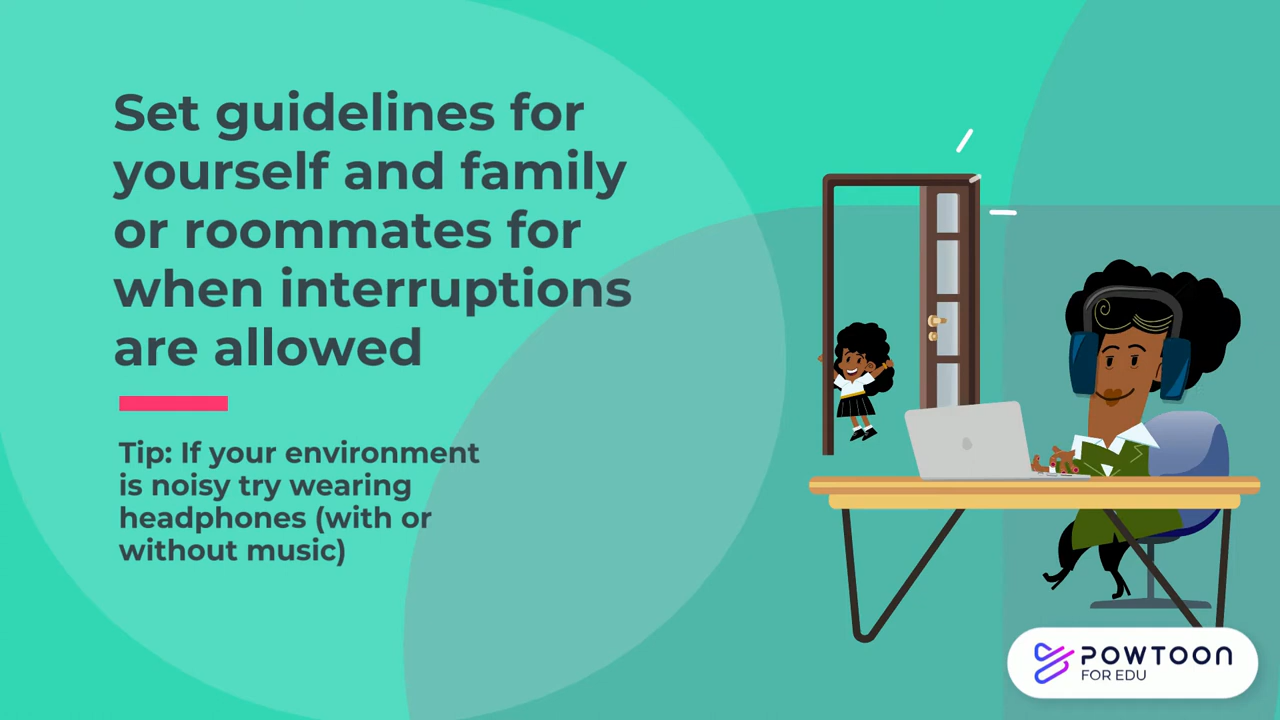 Set guidelines for
yourself and family
or roommates for
when interruptions
are allowed
Tip: If your environment
is noisy try wearing
headphones (with or
without music)
POWTOON
FOR EDU